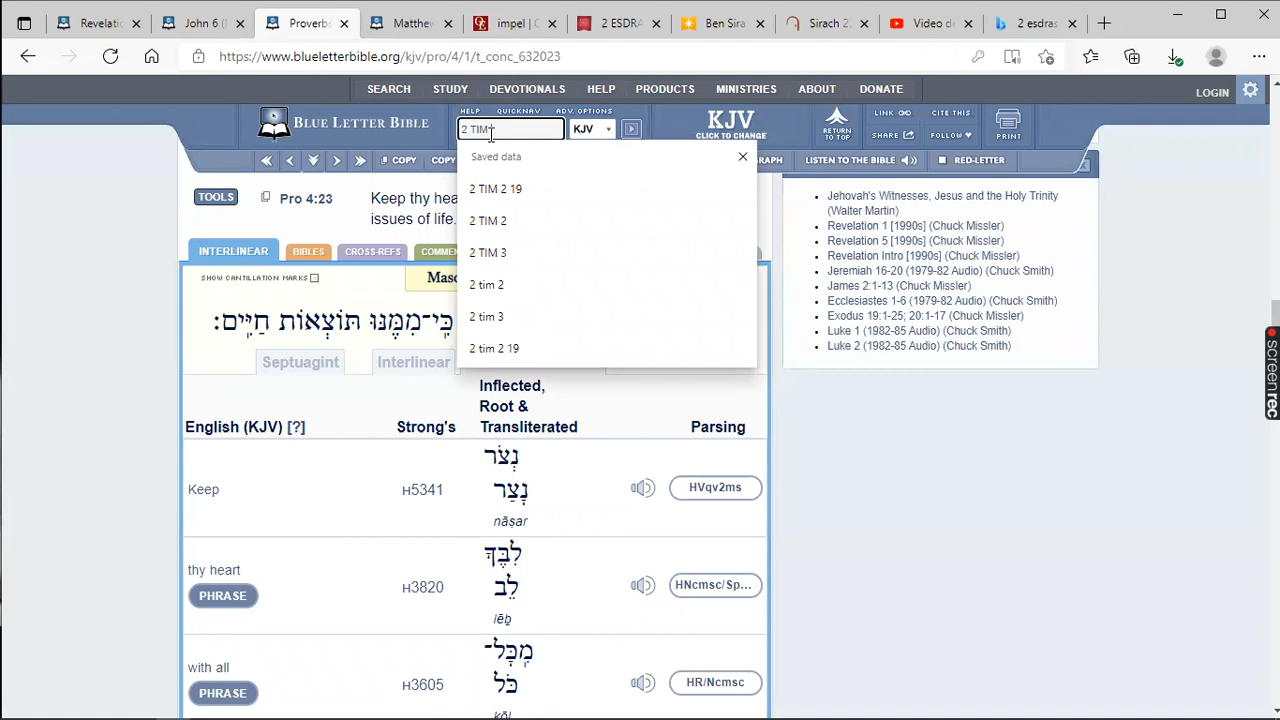 Revelati
John 6 (
Proverb
Matthew
impel | C
2 ESDRA
Ben Sira
Sirach 2
Video de
2 esdras
https://www.blueletterbible.org/kjv/pro/4/1/t_conc_632023
SEARCH STUDY DEVOTIONALS HELP PRODUCTS MINISTRIES ABOUT DONATE LOGIN
BLUE LETTER BIBLE
HELP QUICKNAV ADV. OPTIONS
2 TIM
KJV
KJV
CLICK TO CHANGE
RETURN TO TOP
LINK CITE THIS
SHARE FOLLOW
PRINT
COPY COPY GRAPH LISTEN TO THE BIBLE RED-LETTER
Saved data
2 TIM 2 19
2 TIM 2
2 TIM 3
2 tim 2
2 tim 3
2 tim 2 19
TOOLS Pro 4:23 Keep thy hea
issues of life.
INTERLINEAR BIBLES CROSS-REFS COMME
SHOW CANTILLATION MARKS Maso
כִּֽי־מִ֝מֶּ֗נּוּ תּוֹצְא֥וֹת חַיִּֽים׃
Septuagint Interlinear
Inflected,
Root &
English (KJV) [?] Strong's Transliterated Parsing
נְצֹר
Keep H5341 נָצַר HVqv2ms
nāṣar
לִבֶּךָ
thy heart H3820 לֵב HNcmsc/Sp...
PHRASE
lēḇ
מִֽכָּל־
with all H3605 כֹּל HR/Ncmsc
PHRASE
kōl
Jehovah's Witnesses, Jesus and the Holy Trinity
(Walter Martin)
Revelation 1 [1990s] (Chuck Missler)
Revelation 5 [1990s] (Chuck Missler)
Revelation Intro [1990s] (Chuck Missler)
Jeremiah 16-20 (1979-82 Audio) (Chuck Smith)
James 2:1-13 (Chuck Missler)
Ecclesiastes 1-6 (1979-82 Audio) (Chuck Smith)
Exodus 19:1-25; 20:1-17 (Chuck Missler)
Luke 1 (1982-85 Audio) (Chuck Smith)
Luke 2 (1982-85 Audio) (Chuck Smith)
screenrec